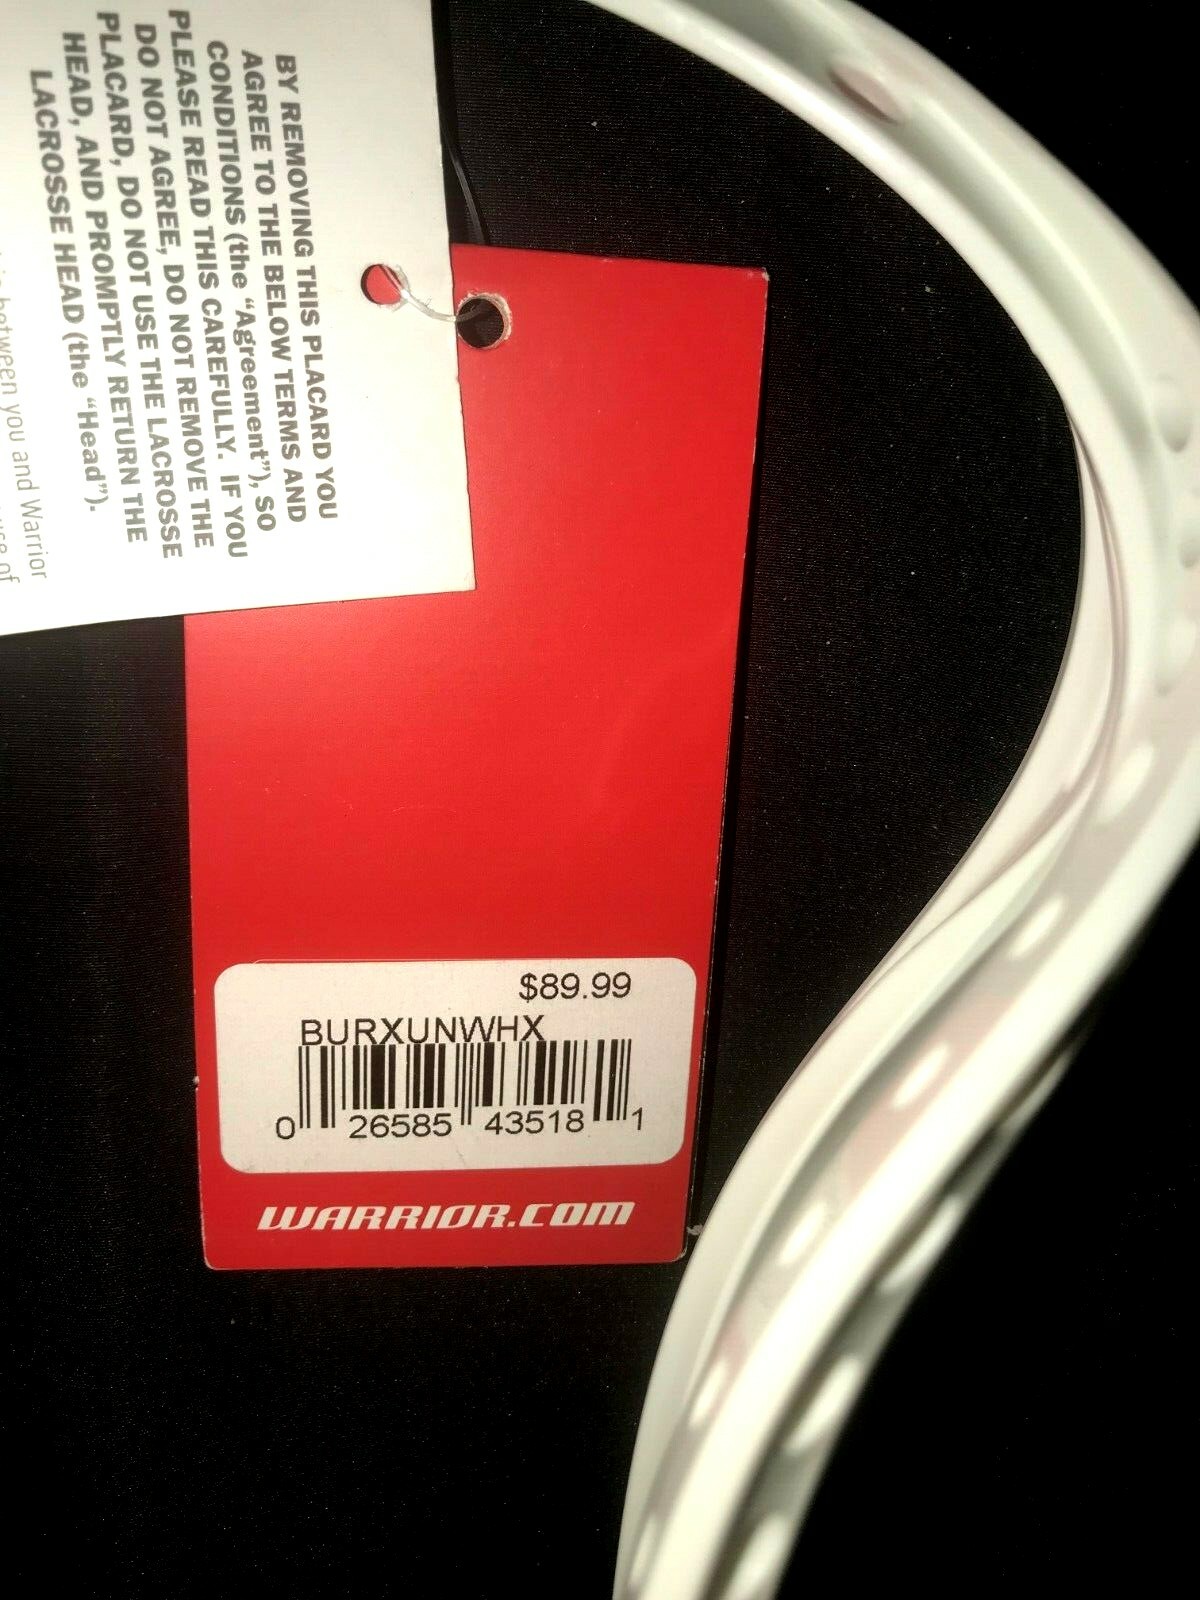 BY REMOVING THIS PLACARD YOU
AGREE TO THE BELOW TERMS AND
CONDITIONS (the “Agreement”), SO
PLEASE READ THIS CAREFULLY. IF YOU
DO NOT AGREE, DO NOT REMOVE THE
PLACARD, DO NOT USE THE LACROSSE
HEAD, AND PROMPTLY RETURN THE
LACROSSE HEAD (the “Head”).
between you and Warrior
use of
$89.99
BURXUNWHX
0 26585 43518 1
WARRIOR.COM